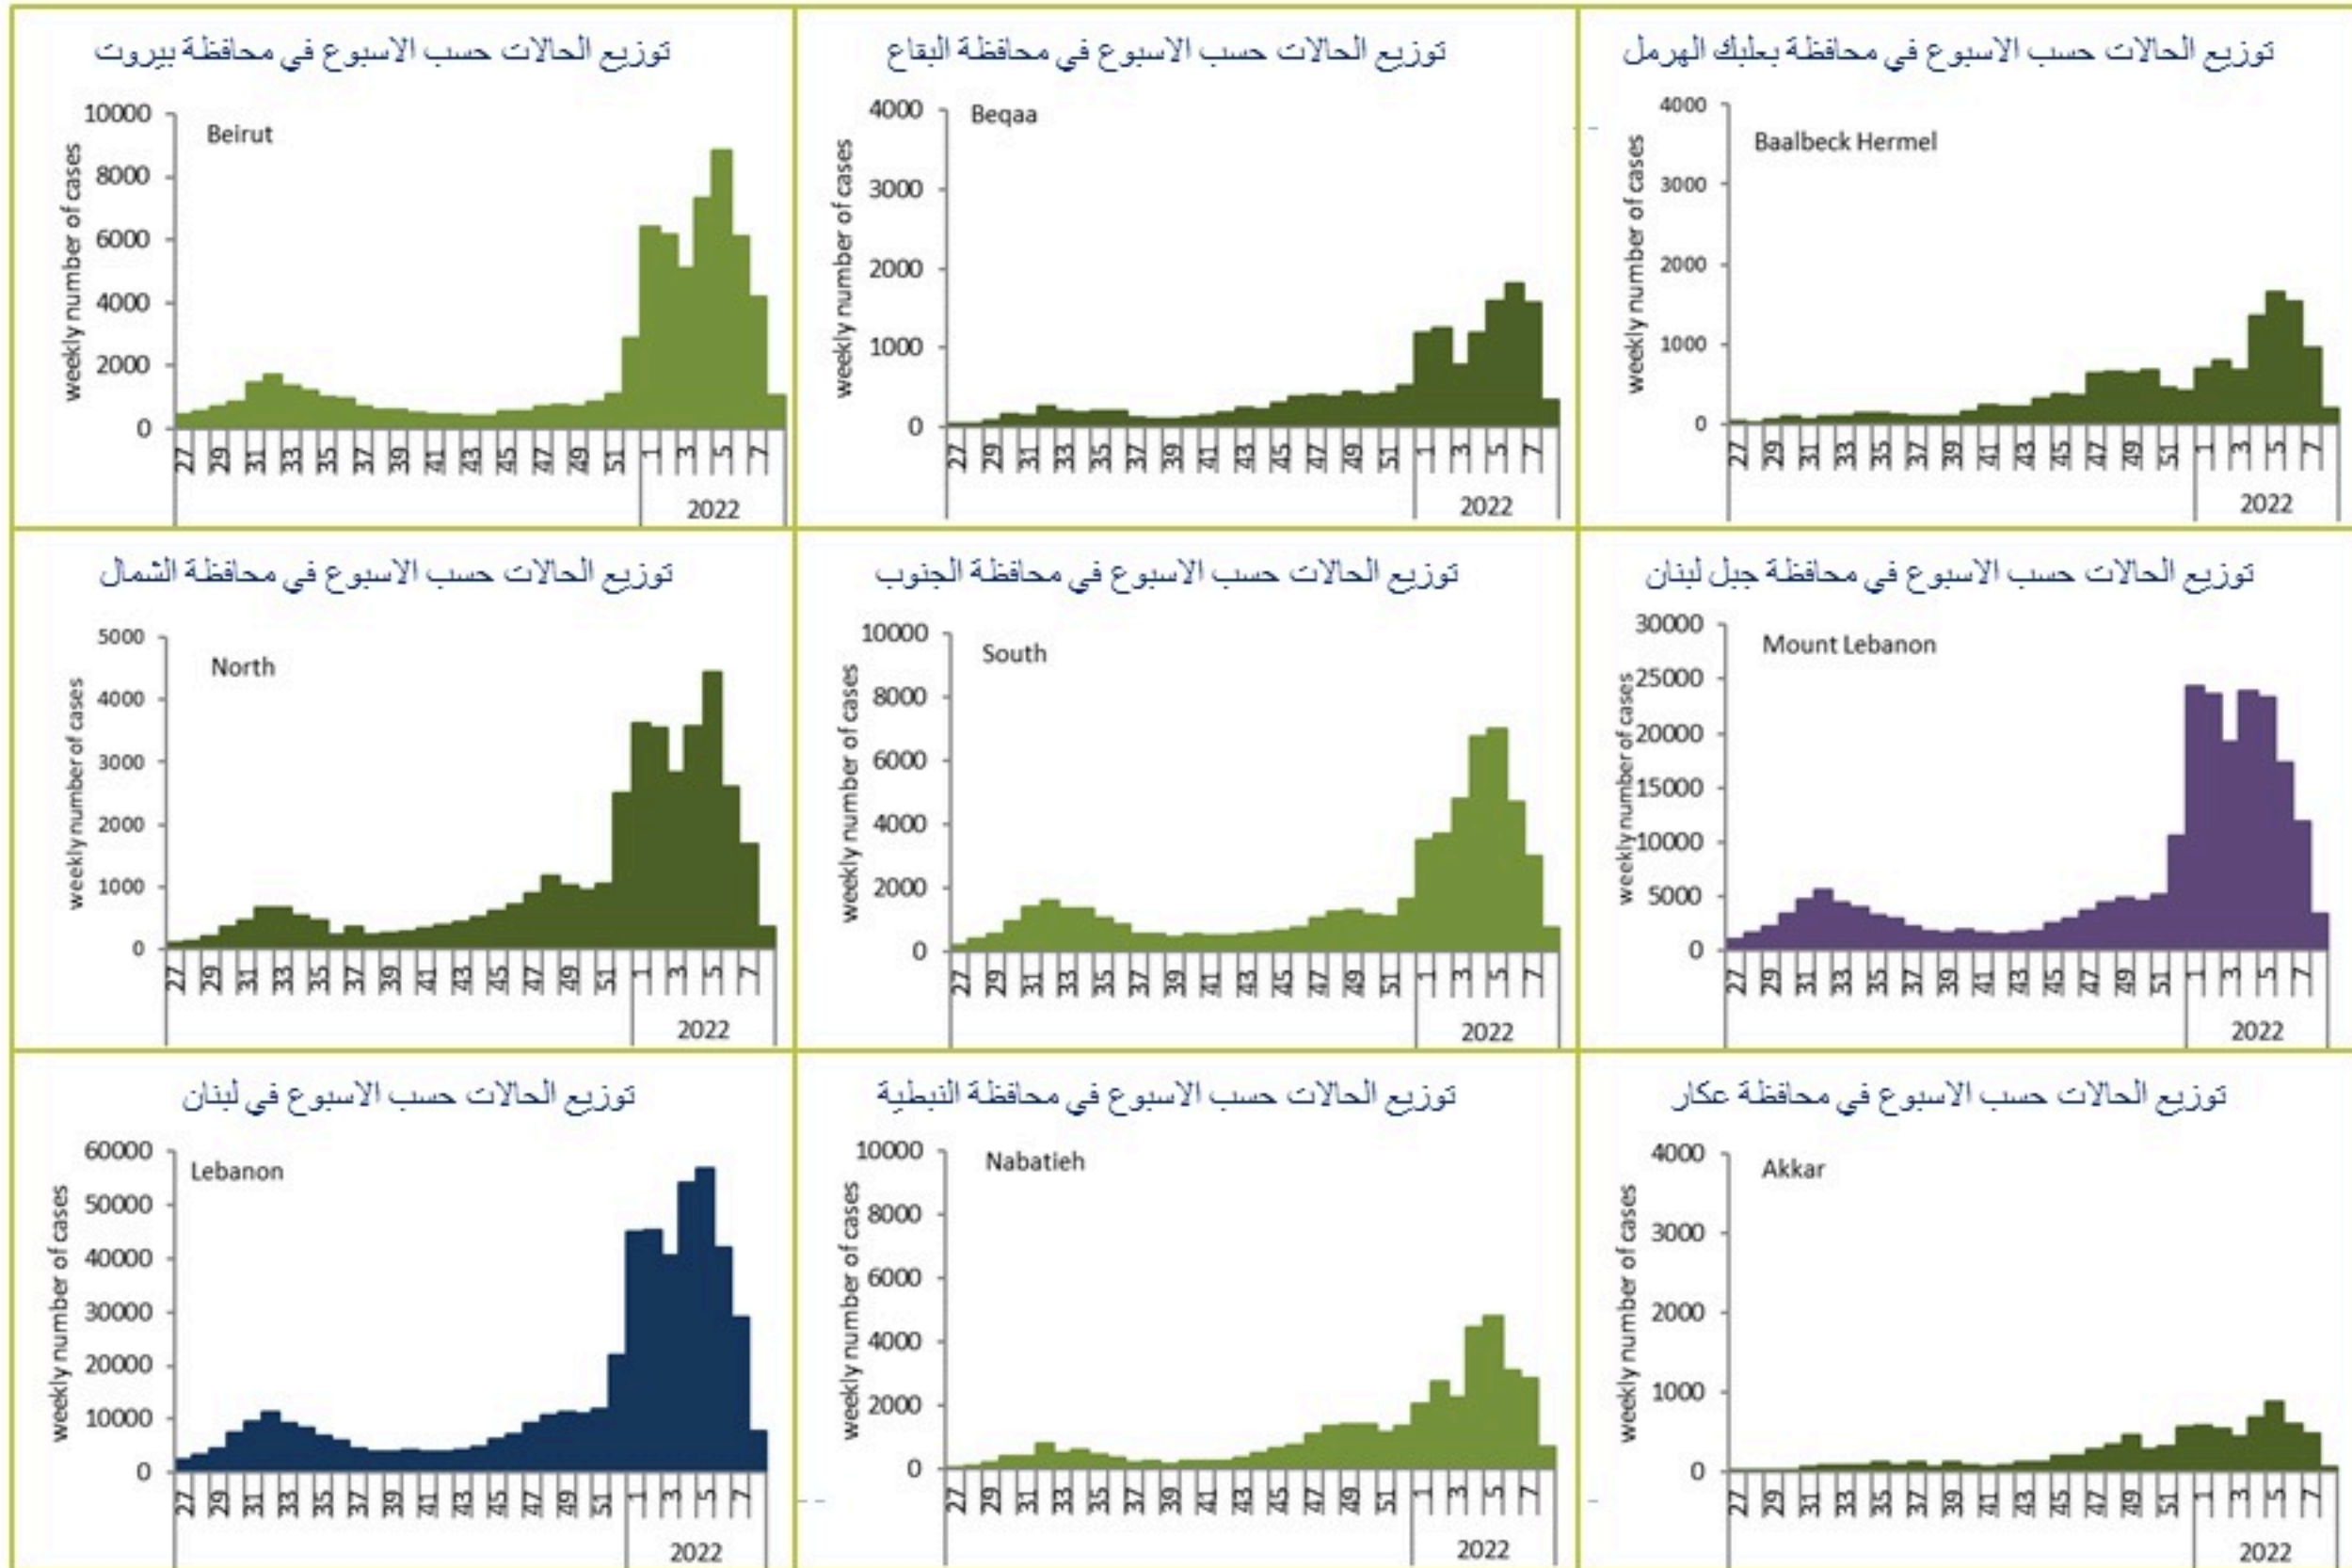 توزيع الحالات حسب الاسبوع في محافظة بيروت
10000
8000
6000
4000
2000
0
weekly number of cases
Beirut
27 29 31 33 35 37 39 41 43 45 47 49 51 1 3 5 7
2022
توزيع الحالات حسب الاسبوع في محافظة البقاع
4000
3000
2000
1000
0
weekly number of cases
Beqaa
27 29 31 33 35 37 39 41 43 45 47 49 51 1 3 5 7
2022
توزيع الحالات حسب الاسبوع في محافظة بعلبك الهرمل
4000
3000
2000
1000
0
weekly number of cases
Baalbeck Hermel
27 29 31 33 35 37 39 41 43 45 47 49 51 1 3 5 7
2022
توزيع الحالات حسب الاسبوع في محافظة الشمال
5000
4000
3000
2000
1000
0
weekly number of cases
North
27 29 31 33 35 37 39 41 43 45 47 49 51 1 3 5 7
2022
توزيع الحالات حسب الاسبوع في محافظة الجنوب
10000
8000
6000
4000
2000
0
weekly number of cases
South
27 29 31 33 35 37 39 41 43 45 47 49 51 1 3 5 7
2022
توزيع الحالات حسب الاسبوع في محافظة جبل لبنان
30000
25000
20000
15000
10000
5000
0
weekly number of cases
Mount Lebanon
27 29 31 33 35 37 39 41 43 45 47 49 51 1 3 5 7
2022
توزيع الحالات حسب الاسبوع في لبنان
60000
50000
40000
30000
20000
10000
0
weekly number of cases
Lebanon
27 29 31 33 35 37 39 41 43 45 47 49 51 1 3 5 7
2022
توزيع الحالات حسب الاسبوع في محافظة النبطية
10000
8000
6000
4000
2000
0
weekly number of cases
Nabatieh
27 29 31 33 35 37 39 41 43 45 47 49 51 1 3 5 7
2022
توزيع الحالات حسب الاسبوع في محافظة عكار
4000
3000
2000
1000
0
weekly number of cases
Akkar
27 29 31 33 35 37 39 41 43 45 47 49 51 1 3 5 7
2022